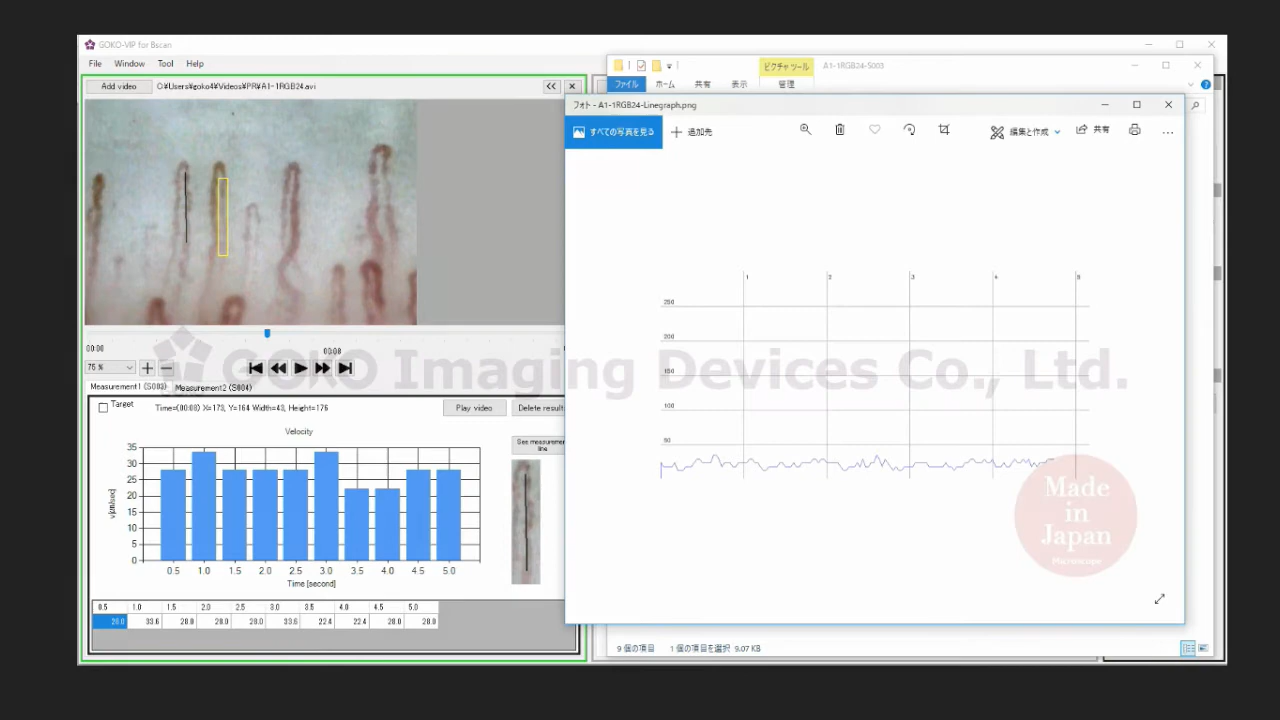 GOKO-VIP for Bscan
File Window Tool Help
Add video O:¥Users¥goko4¥Videos¥PR¥A1-1RGB24.avi
00:00
00:08
75 %
Measurement1 (S003) Measurement2 (S004)
Target Time=(00:08) X=173, Y=164 Width=43, Height=176 Play video Delete result
Velocity
See measurement line
35
30
25
20
15
10
5
0
0.5 1.0 1.5 2.0 2.5 3.0 3.5 4.0 4.5 5.0
Time [second]
0.5 1.0 1.5 2.0 2.5 3.0 3.5 4.0 4.5 5.0
28.0 33.6 28.0 28.0 28.0 33.6 22.4 22.4 28.0 28.0
ピクチャ ツール A1-1RGB24-S003
ファイル ホーム 共有 表示 管理
フォト - A1-1RGB24-Linegraph.png
すべての写真を見る 追加先 編集と作成 共有
1 2 3 4 5
250
200
150
100
50
GOKO Imaging Devices Co., Ltd.
Made
in
Japan
Microscope
9 個の項目 1 個の項目を選択 9.07 KB